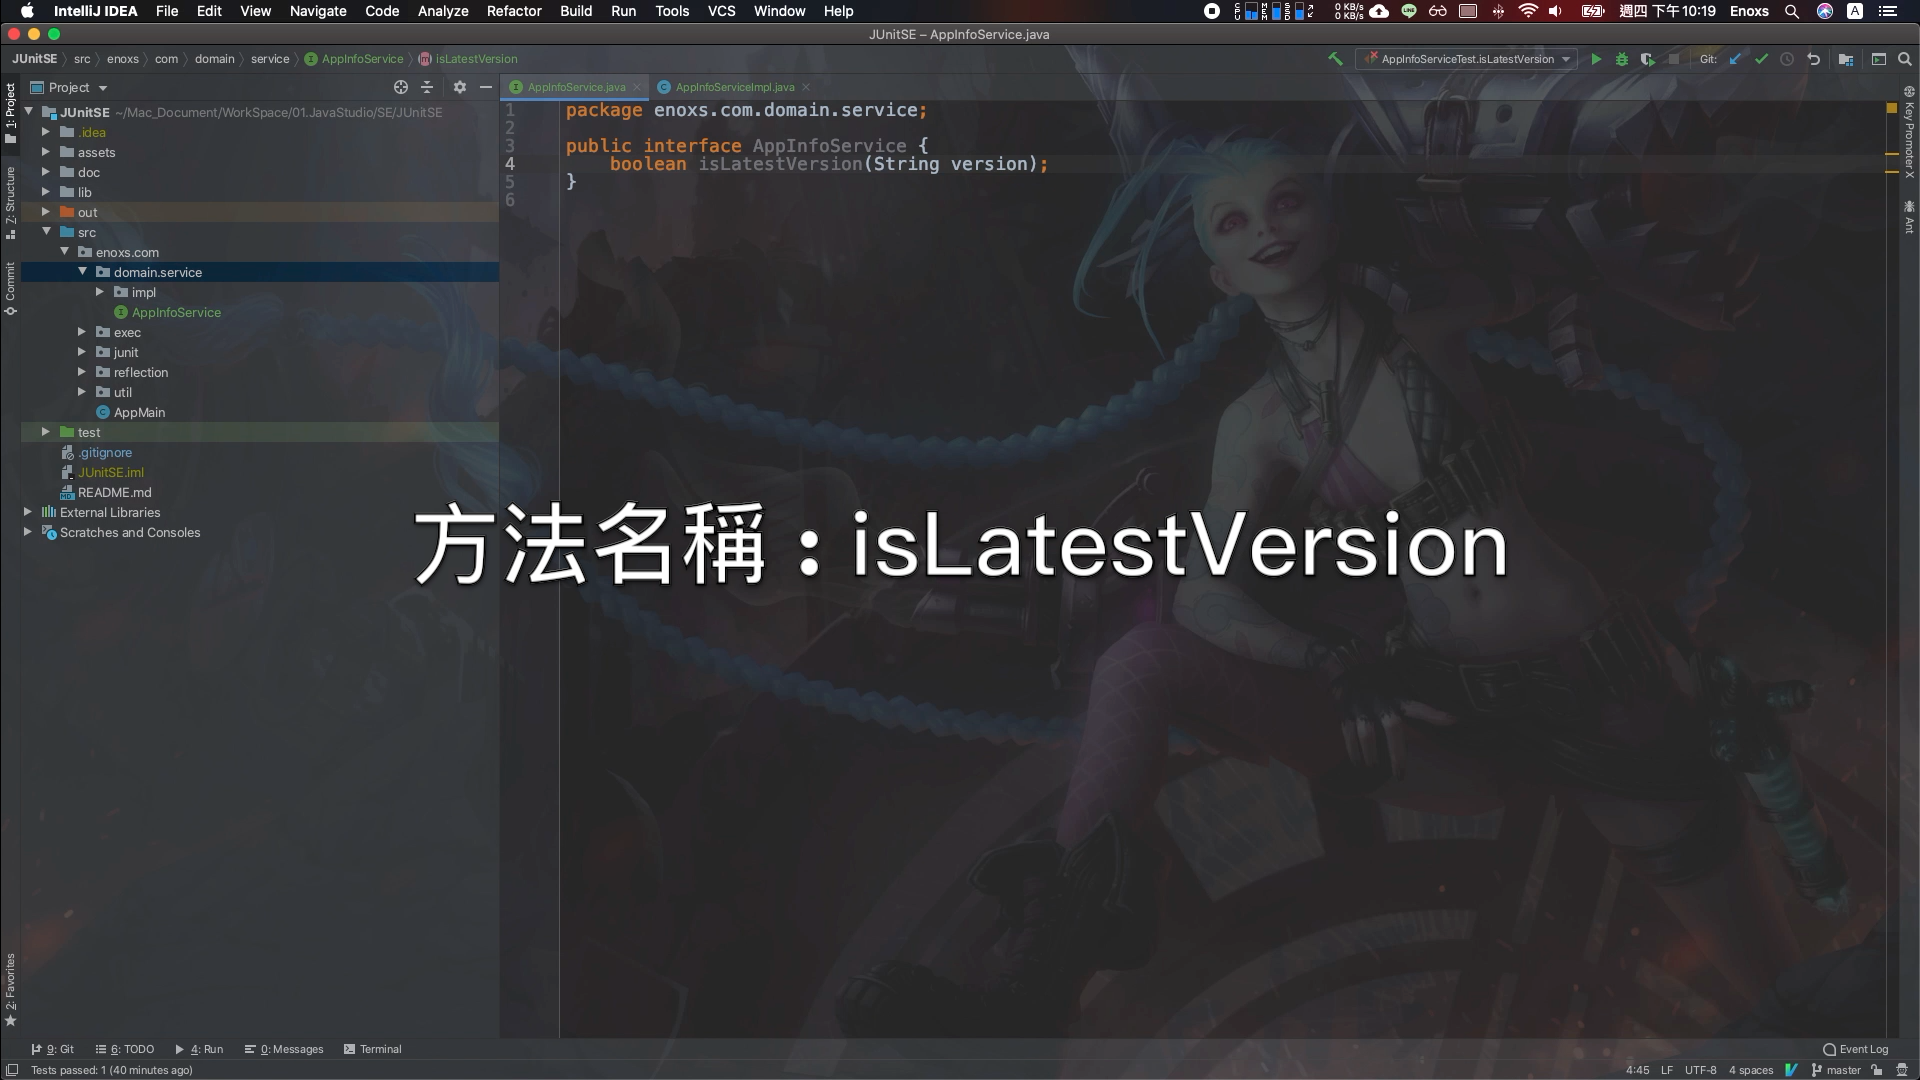 IntelliJ IDEA File Edit View Navigate Code Analyze Refactor Build Run Tools VCS Window Help
0 KB/s
0 KB/s
週四 下午10:19 Enoxs
JUnitSE – AppInfoService.java
JUnitSE src enoxs com domain service AppInfoService isLatestVersion
AppInfoServiceTest.isLatestVersion
Git:
Project
AppInfoService.java
AppInfoServiceImpl.java
1: Project
Z: Structure
Commit
2: Favorites
JUnitSE ~/Mac_Document/WorkSpace/01.JavaStudio/SE/JUnitSE
.idea
assets
doc
lib
out
src
enoxs.com
domain.service
impl
AppInfoService
exec
junit
reflection
util
AppMain
test
.gitignore
JUnitSE.iml
README.md
External Libraries
Scratches and Consoles
1 package enoxs.com.domain.service;
2
3 public interface AppInfoService {
4 boolean isLatestVersion(String version);
5 }
6
Key Promoter X
Ant
方法名稱：isLatestVersion
9: Git 6: TODO 4: Run 0: Messages Terminal
Event Log
Tests passed: 1 (40 minutes ago)
4:45 LF UTF-8 4 spaces master